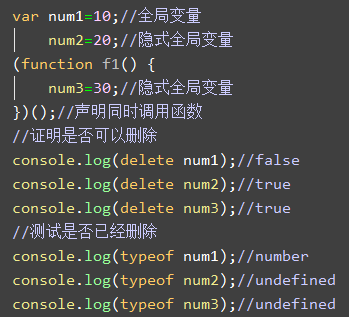 var num1=10;//全局变量
num2=20;//隐式全局变量
(function f1() {
num3=30;//隐式全局变量
})();//声明同时调用函数
//证明是否可以删除
console.log(delete num1);//false
console.log(delete num2);//true
console.log(delete num3);//true
//测试是否已经删除
console.log(typeof num1);//number
console.log(typeof num2);//undefined
console.log(typeof num3);//undefined